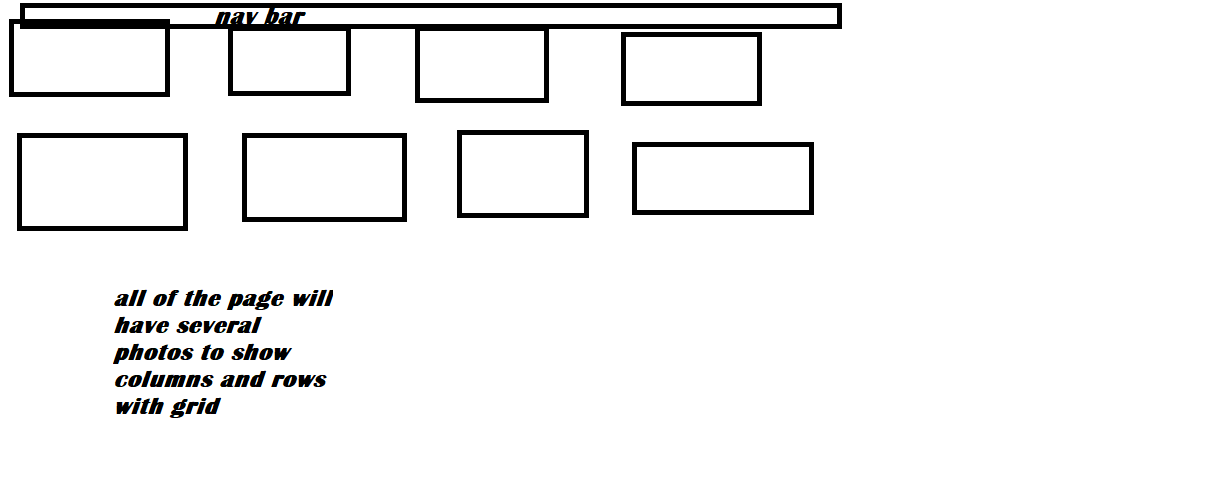 nav bar
all of the page will
have several
photos to show
columns and rows
with grid